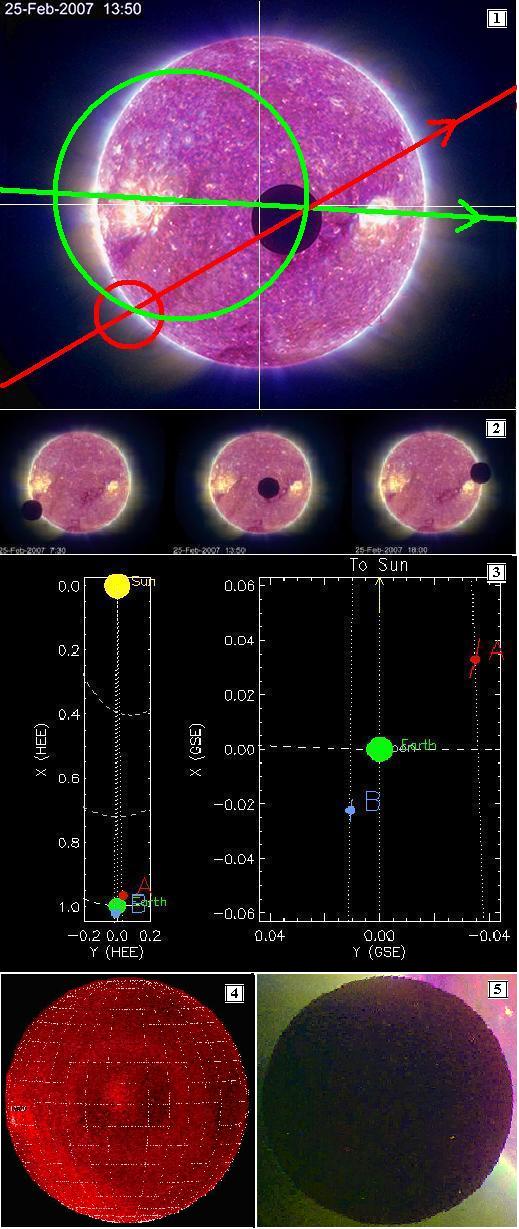 25-Feb-2007 13:50
1
2
25-Feb-2007 7:30
25-Feb-2007 13:50
25-Feb-2007 18:00
3
To Sun
0.0
Sun
0.2
0.4
0.6
0.8
1.0
X (HEE)
A
Earth
B
-0.2 0.0 0.2
Y (HEE)
0.06
0.04
0.02
0.00
-0.02
-0.04
-0.06
X (GSE)
A
Earth
B
0.04
0.00
-0.04
Y (GSE)
4
5